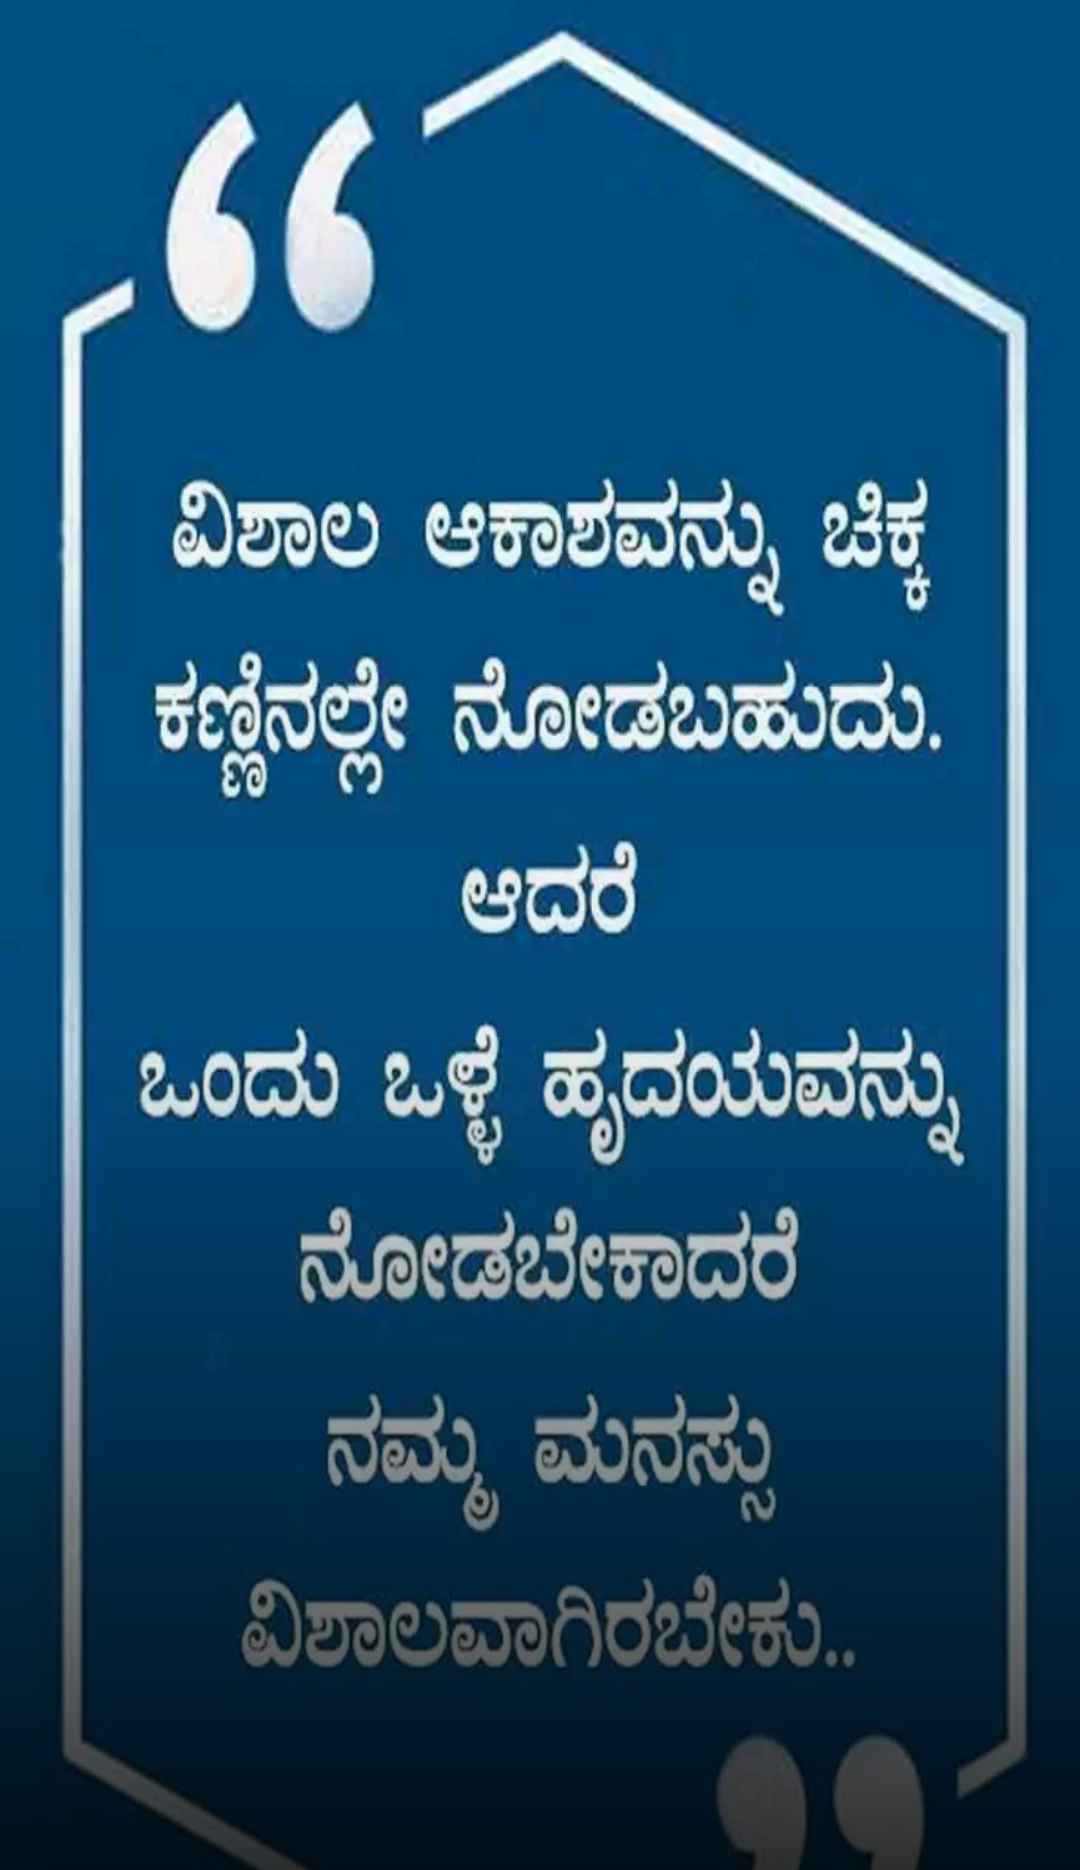 ವಿಶಾಲ ಆಕಾಶವನ್ನು ಚಿಕ್ಕ
ಕಣ್ಣಿನಲ್ಲೇ ನೋಡಬಹುದು.
ಆದರೆ
ಒಂದು ಒಳ್ಳೆ ಹೃದಯವನ್ನು
ನೋಡಬೇಕಾದರೆ
ನಮ್ಮ ಮನಸ್ಸು
ವಿಶಾಲವಾಗಿರಬೇಕು..